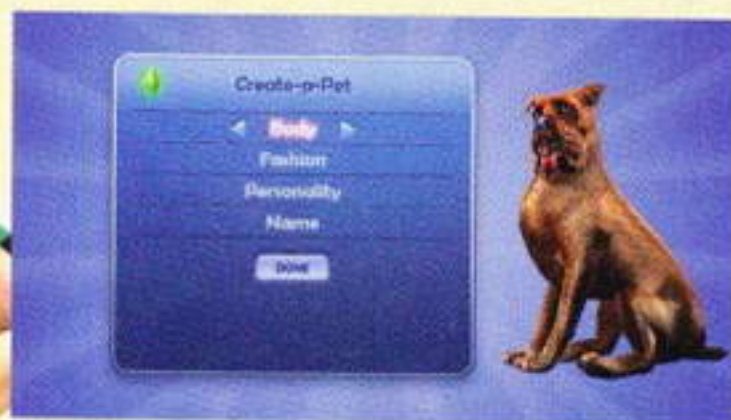 Create-a-Pet
Body
Fashion
Personality
Name
DONE